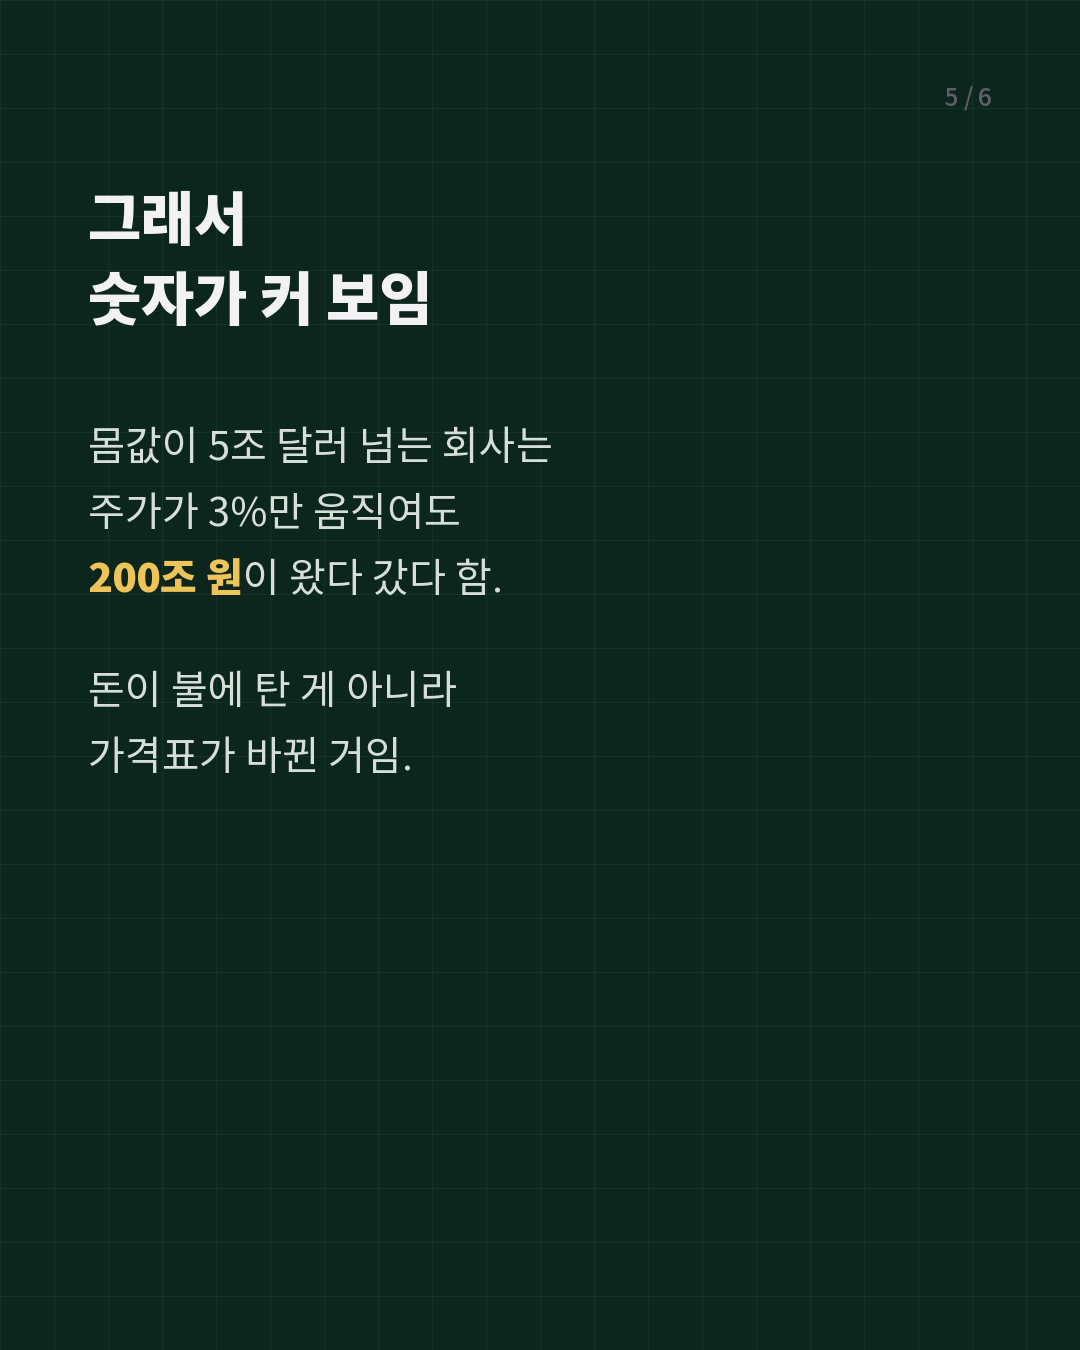 5 / 6
그래서
숫자가 커 보임
몸값이 5조 달러 넘는 회사는
주가가 3%만 움직여도
200조 원이 왔다 갔다 함.
돈이 불에 탄 게 아니라
가격표가 바뀐 거임.